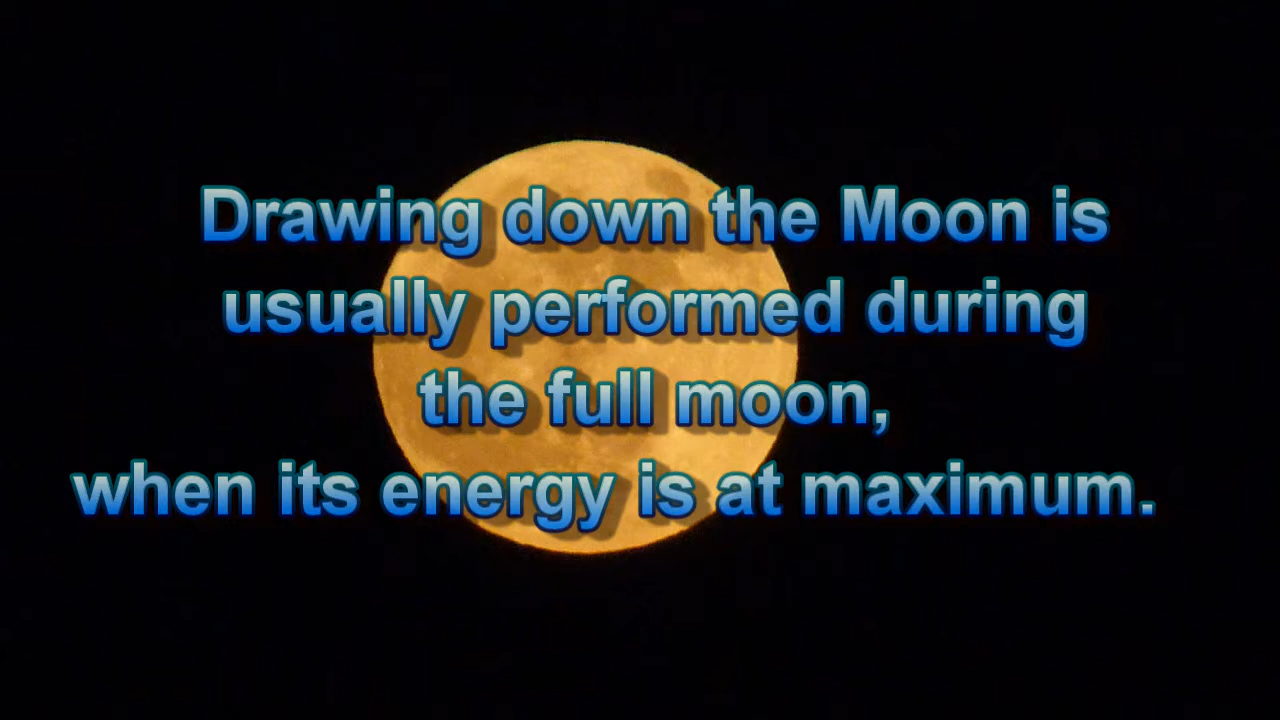 Drawing down the Moon is
usually performed during
the full moon,
when its energy is at maximum.